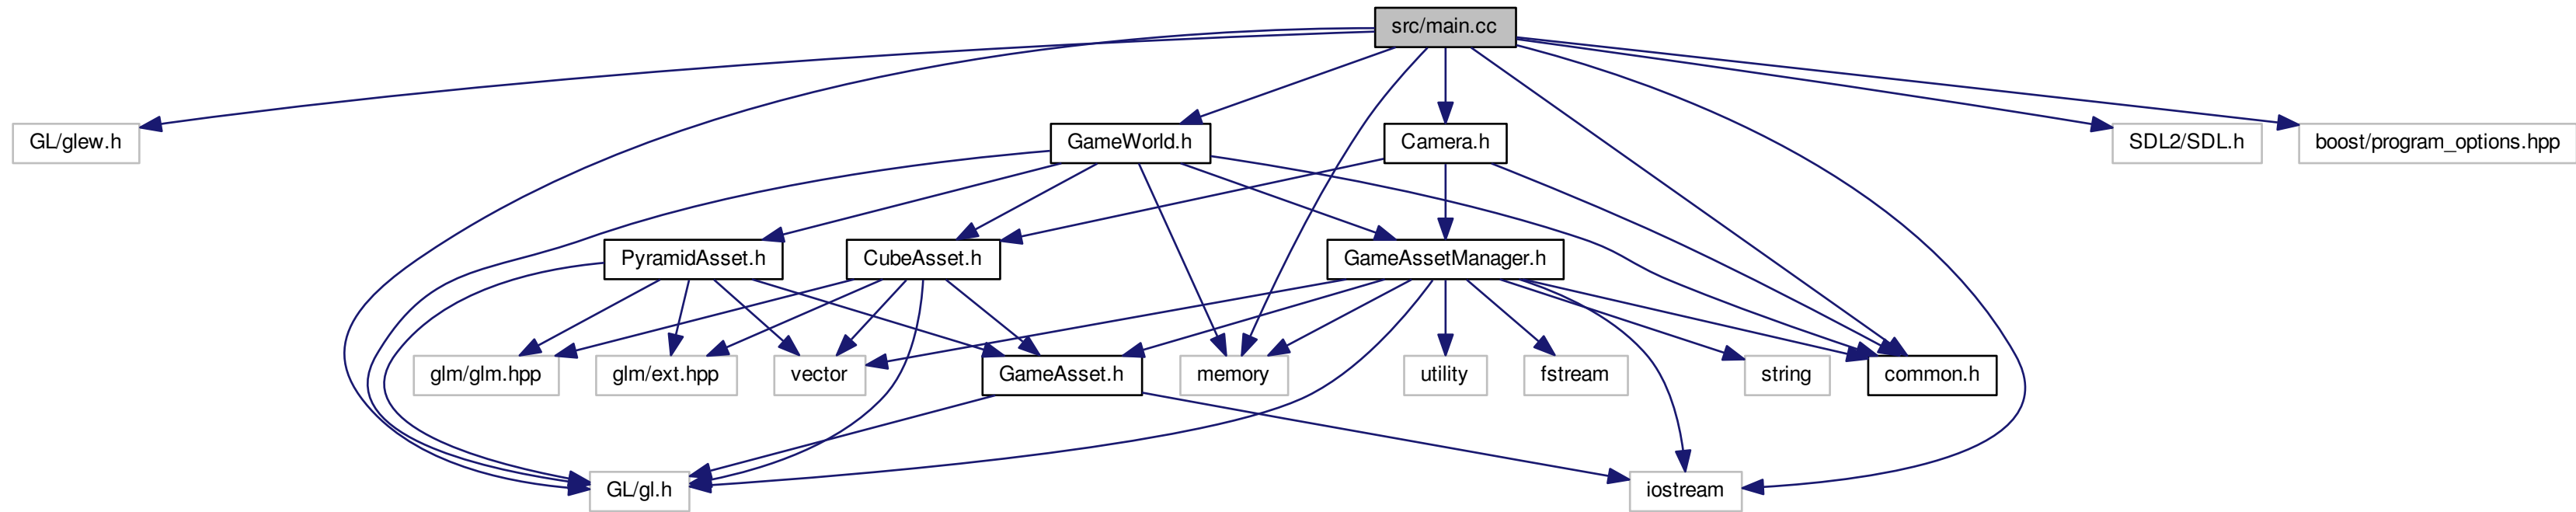 src/main.cc
GL/glew.h
GameWorld.h
Camera.h
SDL2/SDL.h
boost/program_options.hpp
PyramidAsset.h
CubeAsset.h
GameAssetManager.h
glm/glm.hpp
glm/ext.hpp
vector
GameAsset.h
memory
utility
fstream
string
common.h
GL/gl.h
iostream